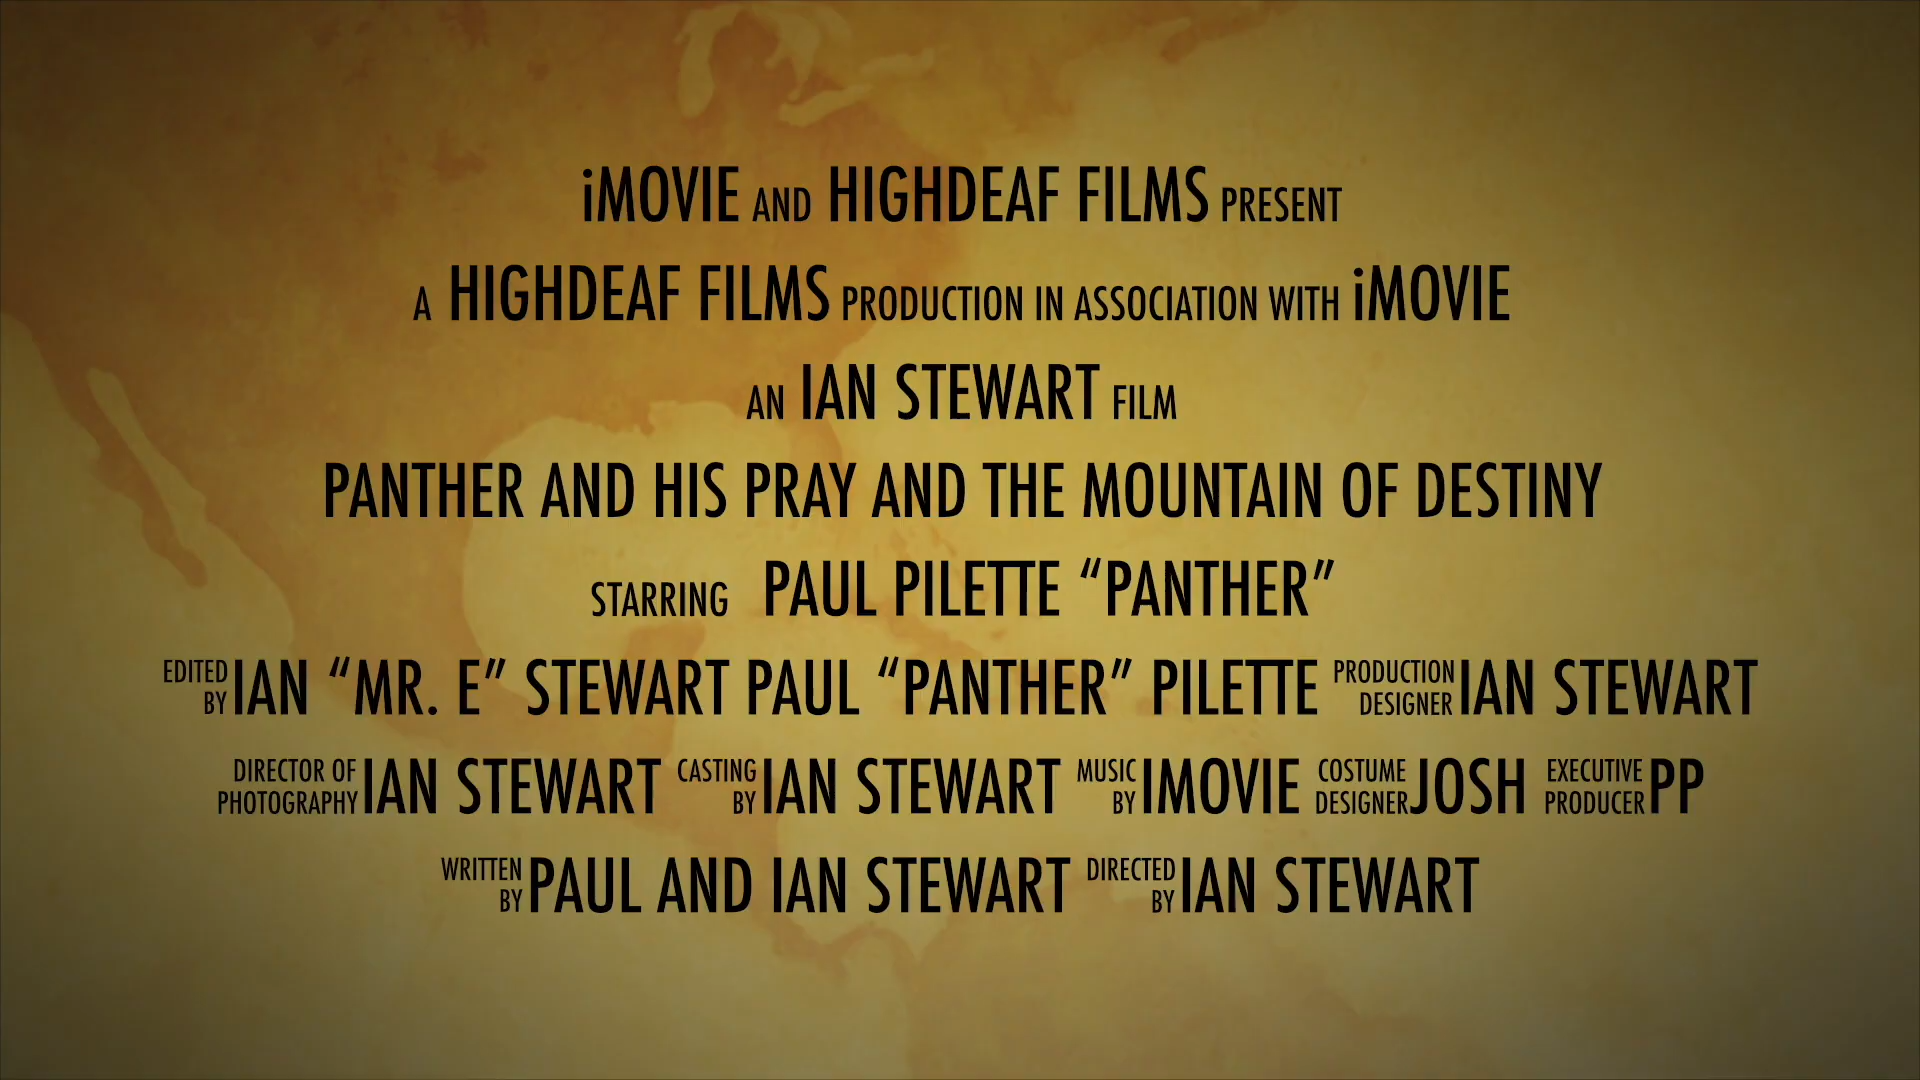 iMOVIE AND HIGHDEAF FILMS PRESENT
A HIGHDEAF FILMS PRODUCTION IN ASSOCIATION WITH iMOVIE
AN IAN STEWART FILM
PANTHER AND HIS PRAY AND THE MOUNTAIN OF DESTINY
STARRING PAUL PILETTE “PANTHER”
EDITED BY IAN “MR. E” STEWART PAUL “PANTHER” PILETTE PRODUCTION DESIGNER IAN STEWART
DIRECTOR OF PHOTOGRAPHY IAN STEWART CASTING BY IAN STEWART MUSIC BY IMOVIE COSTUME DESIGNER JOSH EXECUTIVE PRODUCER PP
WRITTEN BY PAUL AND IAN STEWART DIRECTED BY IAN STEWART